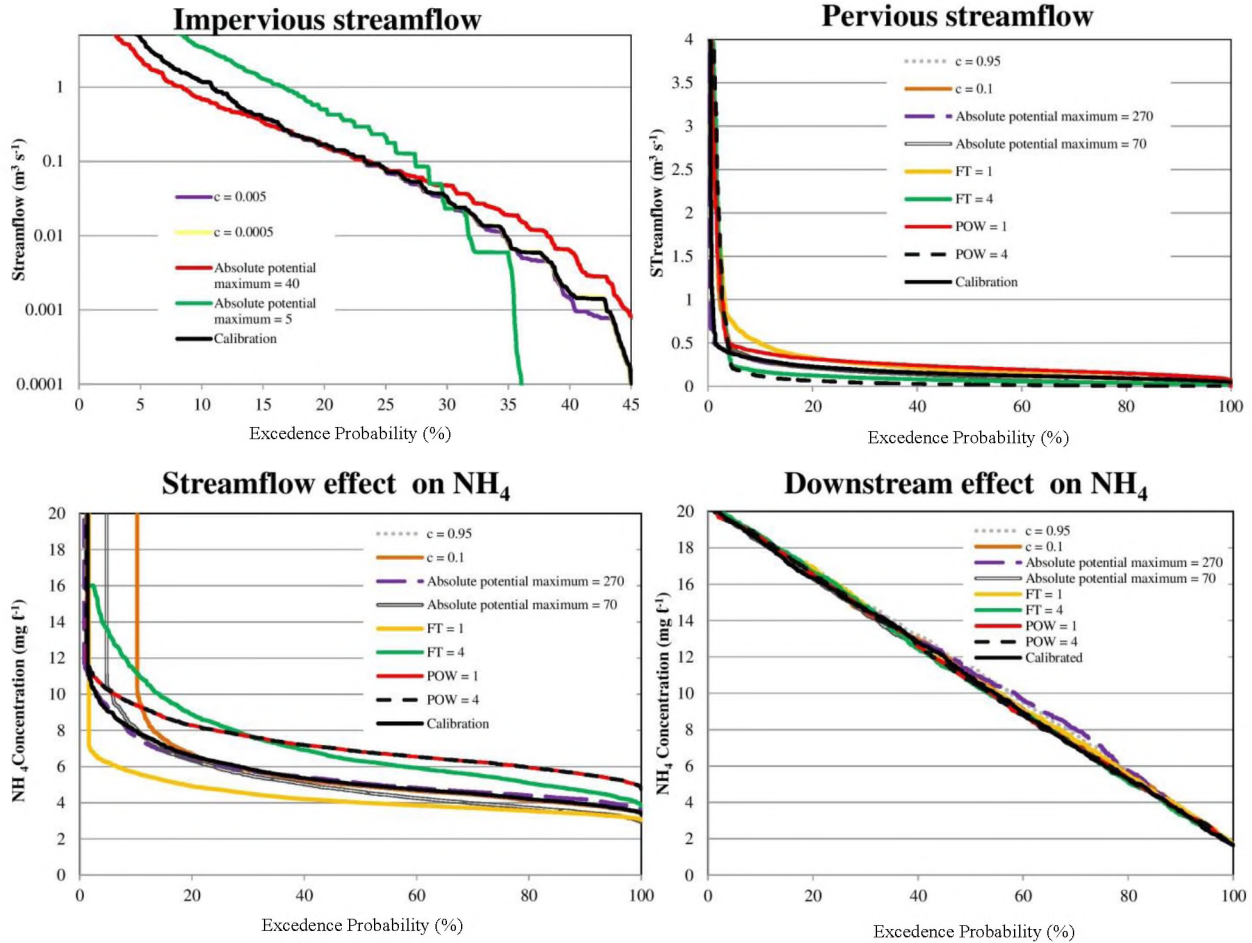 Impervious streamflow
Streamflow (m³ s⁻¹)
1
0.1
0.01
0.001
0.0001
c = 0.005
c = 0.0005
Absolute potential
maximum = 40
Absolute potential
maximum = 5
Calibration
0 5 10 15 20 25 30 35 40 45
Excedence Probability (%)
Pervious streamflow
STreamflow (m³ s⁻¹)
4
3.5
3
2.5
2
1.5
1
0.5
0
c = 0.95
c = 0.1
Absolute potential maximum = 270
Absolute potential maximum = 70
FT = 1
FT = 4
POW = 1
POW = 4
Calibration
0 20 40 60 80 100
Excedence Probability (%)
Streamflow effect on NH₄
NH ₄Concentration (mg ℓ⁻¹)
20
18
16
14
12
10
8
6
4
2
0
c = 0.95
c = 0.1
Absolute potential maximum = 270
Absolute potential maximum = 70
FT = 1
FT = 4
POW = 1
POW = 4
Calibration
0 20 40 60 80 100
Excedence Probability (%)
Downstream effect on NH₄
NH₄ Concentration (mg ℓ⁻¹)
20
18
16
14
12
10
8
6
4
2
0
c = 0.95
c = 0.1
Absolute potential maximum = 270
Absolute potential maximum = 70
FT = 1
FT = 4
POW = 1
POW = 4
Calibrated
0 20 40 60 80 100
Excedence Probability (%)